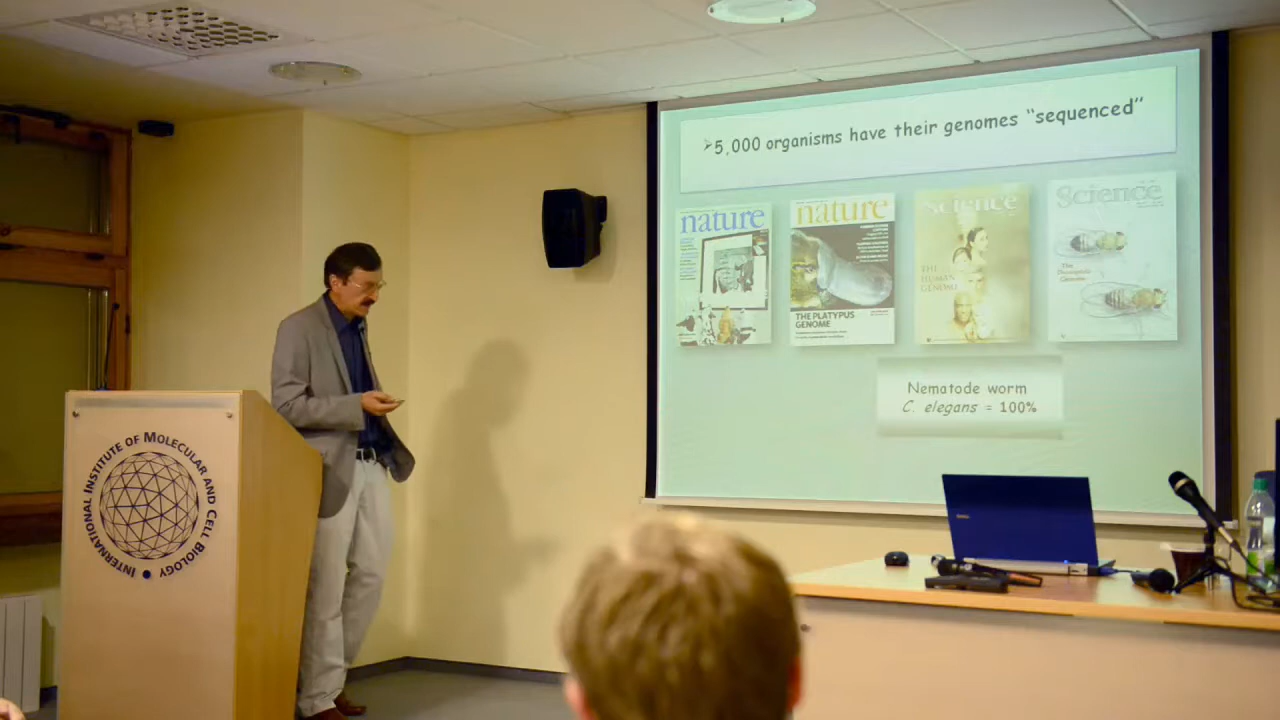 ➢5,000 organisms have their genomes “sequenced”
nature
nature
THE PLATYPUS
GENOME
science
THE
HUMAN
GENOME
Science
The
Drosophila
Genome
Nematode worm
C. elegans = 100%
INTERNATIONAL INSTITUTE OF MOLECULAR AND CELL BIOLOGY